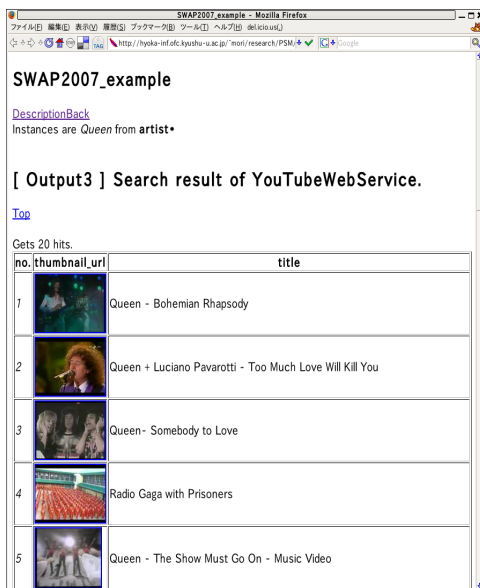 SWAP2007_example - Mozilla Firefox
ファイル(F) 編集(E) 表示(V) 履歴(S) ブックマーク(B) ツール(T) ヘルプ(H) del.icio.us(,)
TAG http://hyoka-inf.ofc.kyushu-u.ac.jp/~mori/research/PSM/ Google
SWAP2007_example
DescriptionBack
Instances are Queen from artist•
[ Output3 ] Search result of YouTubeWebService.
Top
Gets 20 hits.
no. thumbnail_url title
1 Queen - Bohemian Rhapsody
2 Queen + Luciano Pavarotti - Too Much Love Will Kill You
3 Queen- Somebody to Love
4 Radio Gaga with Prisoners
5 Queen - The Show Must Go On - Music Video